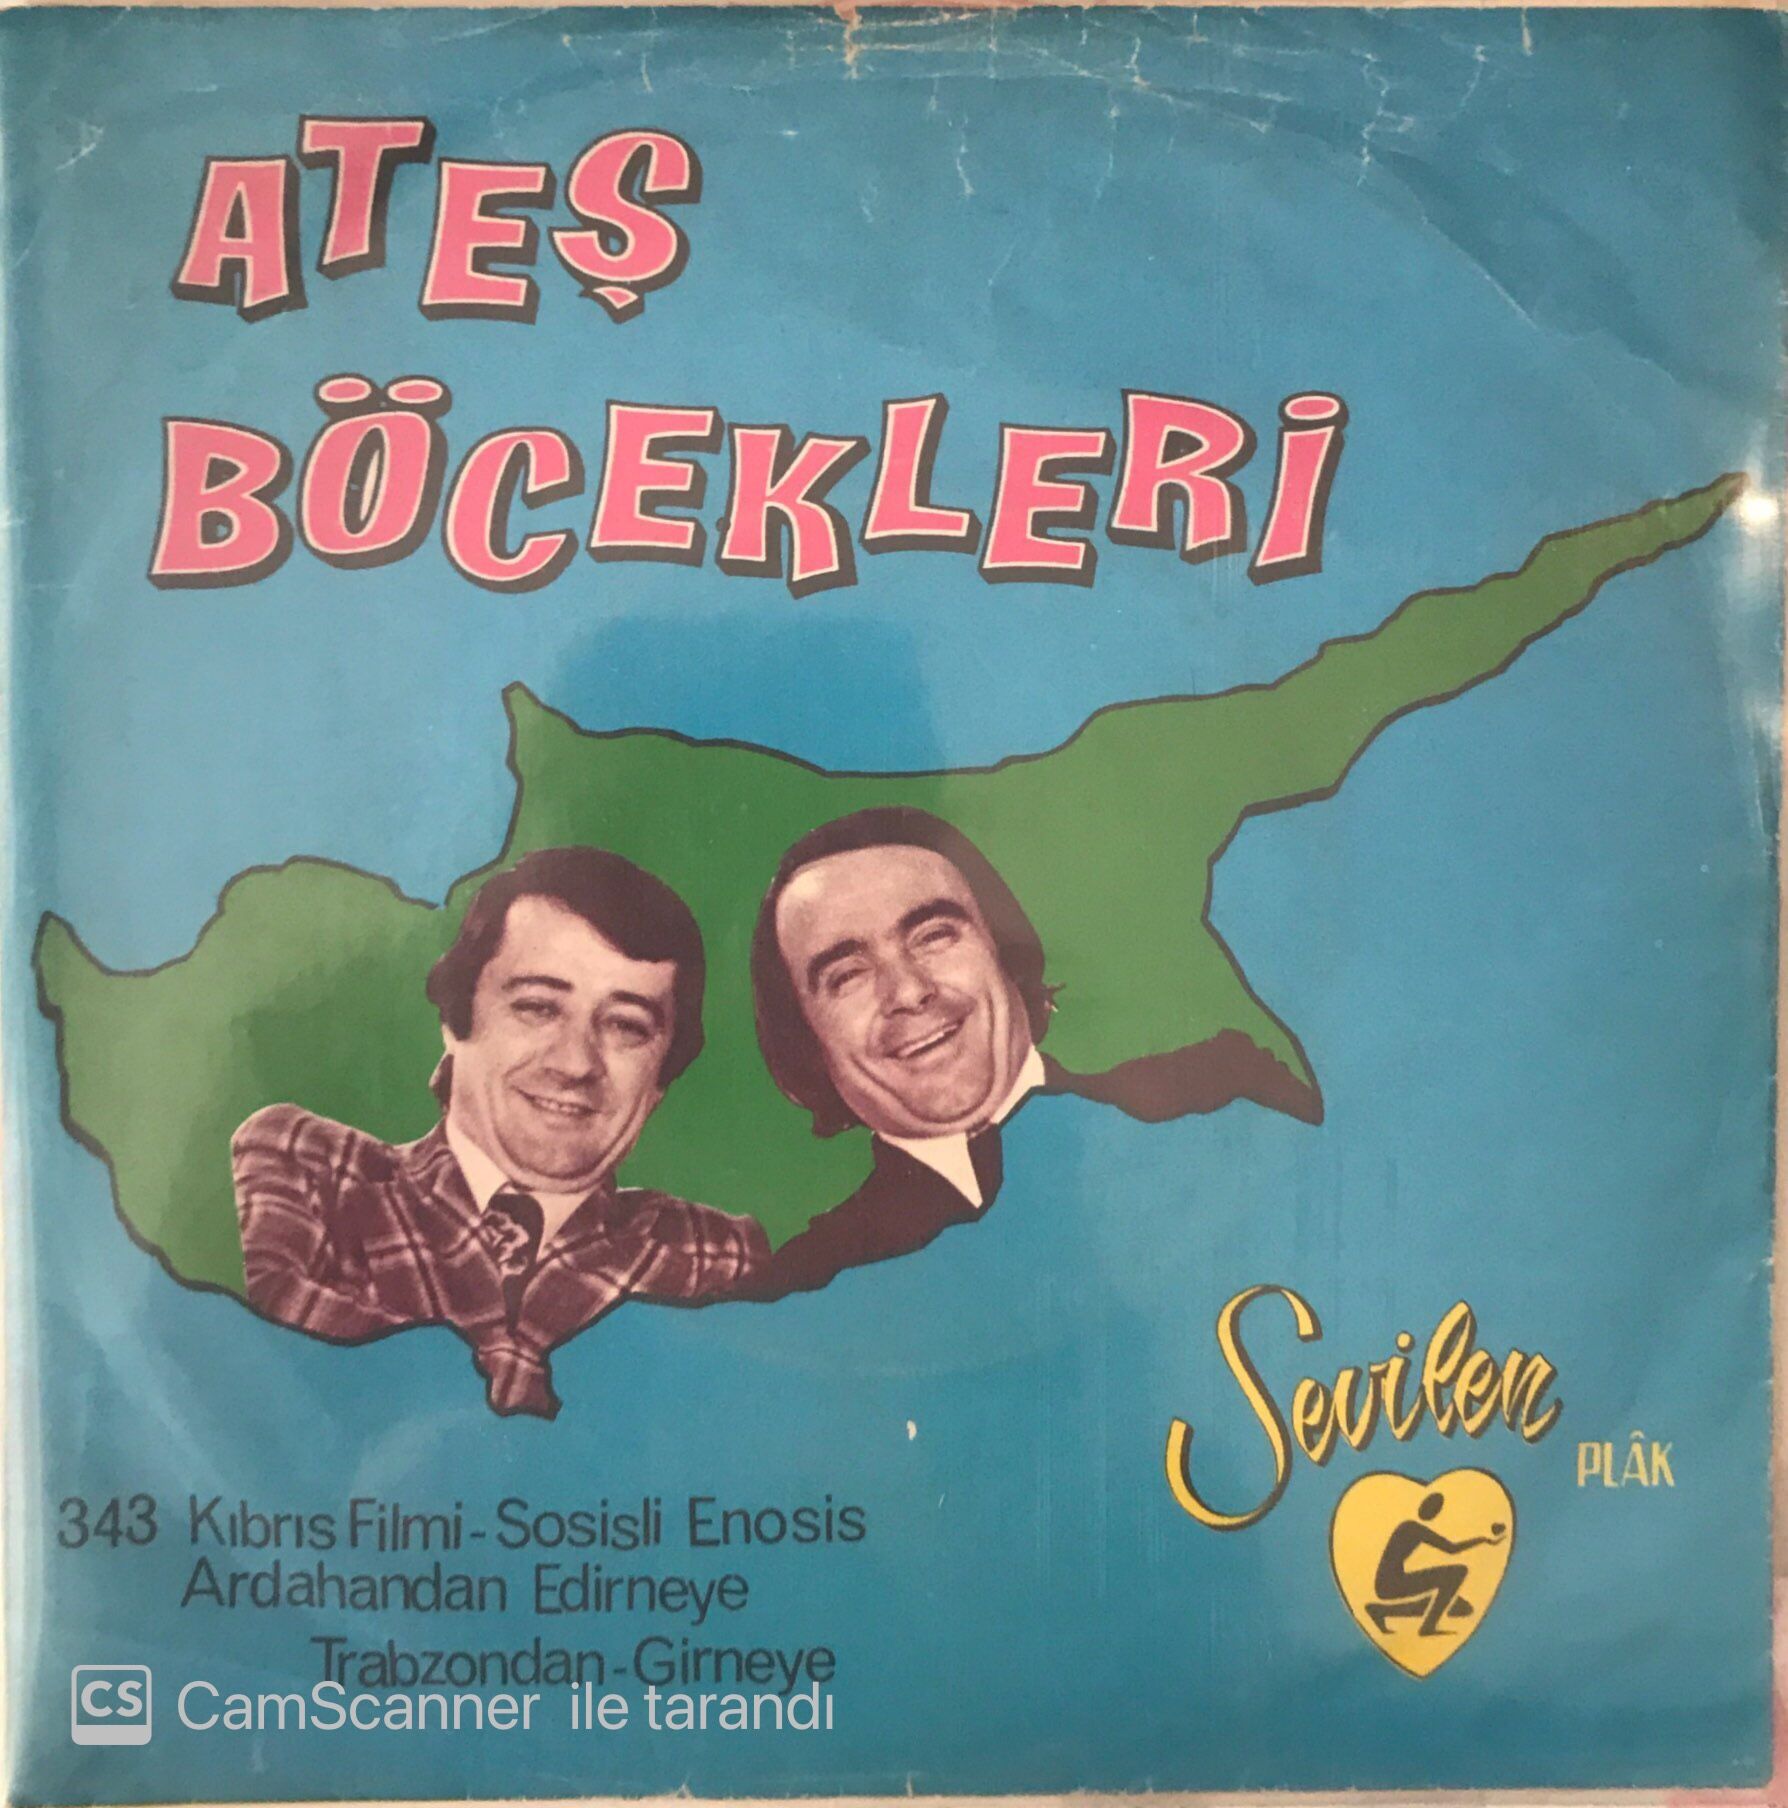 ATEŞ
BÖCEKLERİ
Sevilen
PLÂK
343 Kıbrıs Filmi-Sosisli Enosis
Ardahandan Edirneye
Trabzondan-Girneye
CS CamScanner ile tarandı